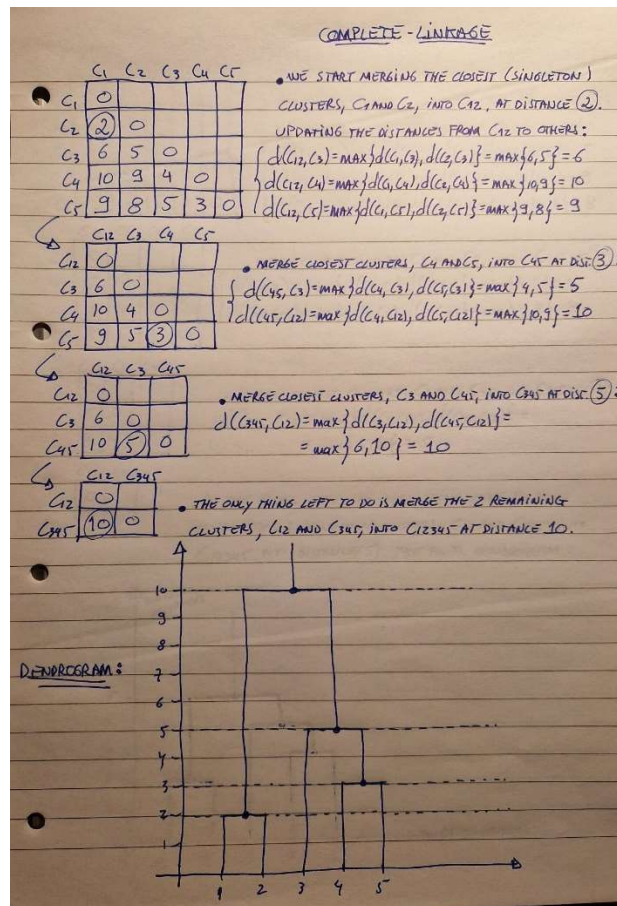 COMPLETE-LINKAGE
C1 C2 C3 C4 C5
C1 0
C2 2 0
C3 6 5 0
C4 10 9 4 0
C5 9 8 5 3 0
• WE START MERGING THE CLOSEST (SINGLETON)
CLUSTERS, C1 AND C2, INTO C12, AT DISTANCE 2.
UPDATING THE DISTANCES FROM C12 TO OTHERS:
d(C12,C3)=MAX{d(C1,C3),d(C2,C3)}=MAX{6,5}=6
d(C12,C4)=MAX{d(C1,C4),d(C2,C4)}=MAX{10,9}=10
d(C12,C5)=MAX{d(C1,C5),d(C2,C5)}=MAX{9,8}=9
C12 C3 C4 C5
C12 0
C3 6 0
C4 10 4 0
C5 9 5 3 0
• MERGE CLOSEST CLUSTERS, C4 AND C5, INTO C45 AT DIST. 3
d(C45,C3)=MAX{d(C4,C3),d(C5,C3)}=max{4,5}=5
d(C45,C12)=max{d(C4,C12),d(C5,C12)}=MAX{10,9}=10
C12 C3 C45
C12 0
C3 6 0
C45 10 5 0
• MERGE CLOSEST CLUSTERS, C3 AND C45, INTO C345 AT DIST. 5:
d(C345,C12)=max{d(C3,C12),d(C45,C12)}=
=max{6,10}=10
C12 C345
C12 0
C345 10 0
• THE ONLY THING LEFT TO DO IS MERGE THE 2 REMAINING
CLUSTERS, C12 AND C345, INTO C12345 AT DISTANCE 10.
DENDROGRAM:
10
9
8
7
6
5
4
3
2
1
1 2 3 4 5